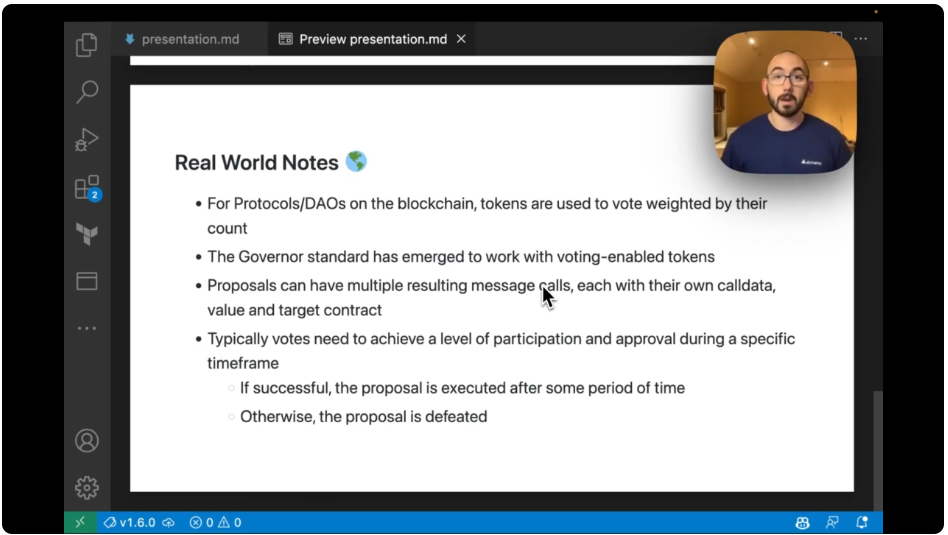 presentation.md
Preview presentation.md
Real World Notes
For Protocols/DAOs on the blockchain, tokens are used to vote weighted by their
count
The Governor standard has emerged to work with voting-enabled tokens
Proposals can have multiple resulting message calls, each with their own calldata,
value and target contract
Typically votes need to achieve a level of participation and approval during a specific
timeframe
If successful, the proposal is executed after some period of time
Otherwise, the proposal is defeated
2
v1.6.0
0 0